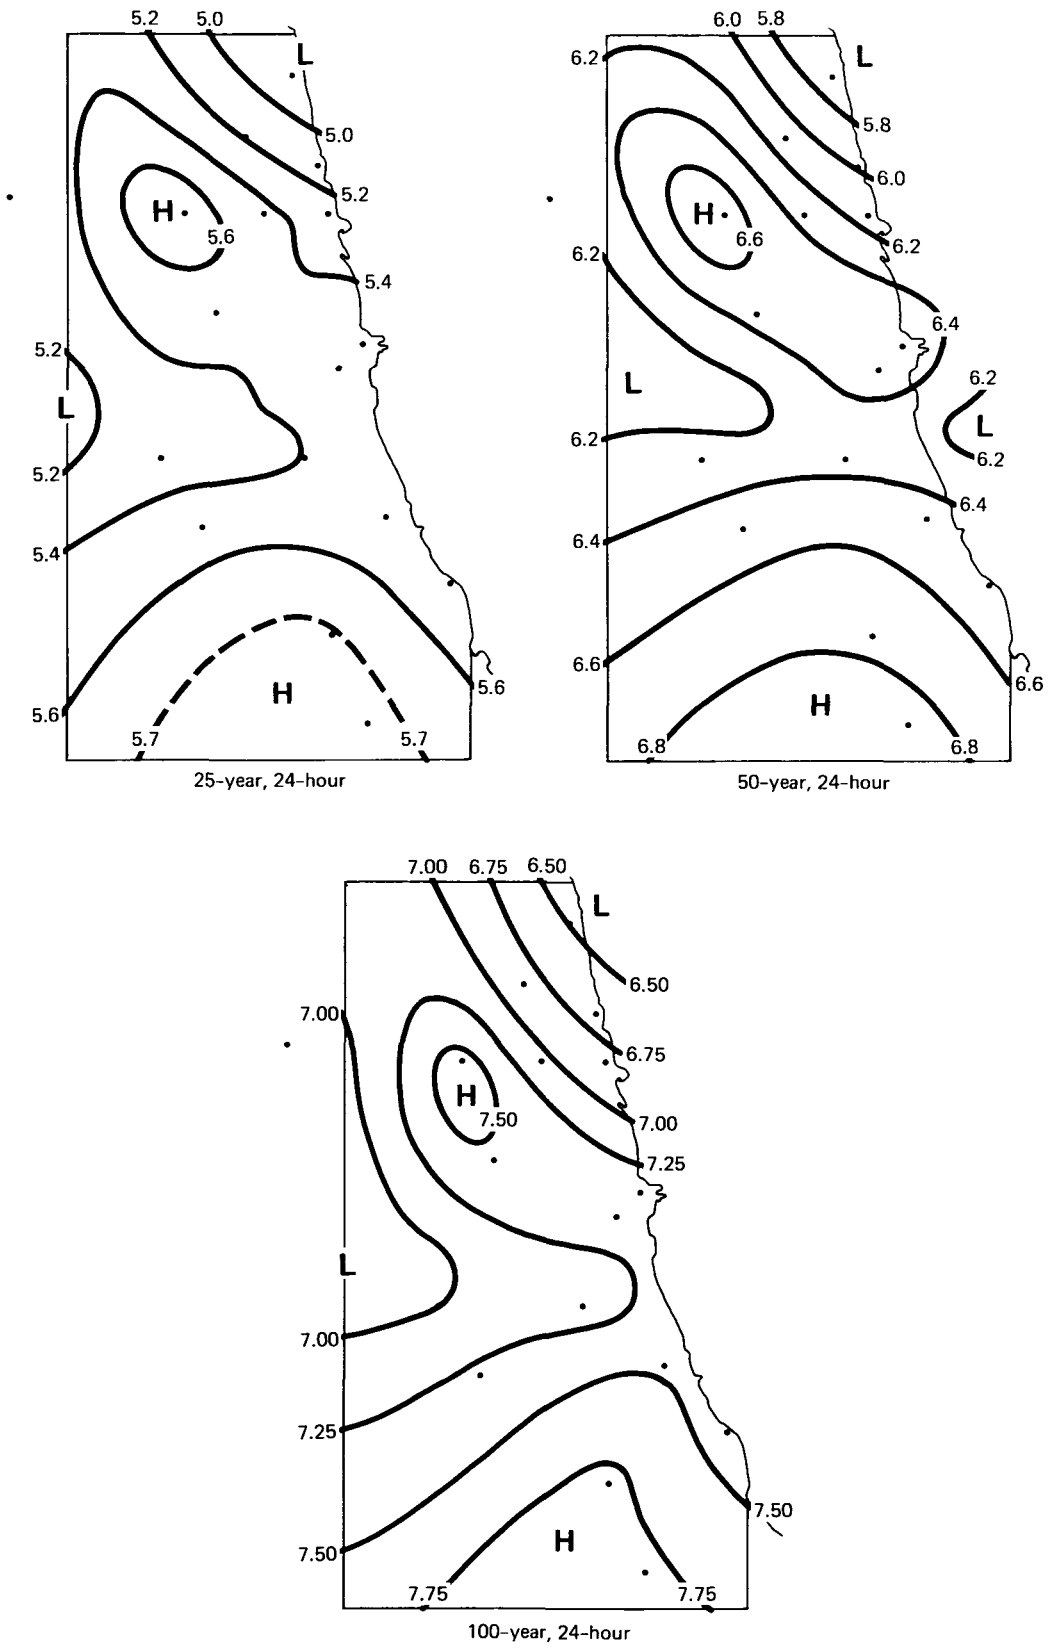 5.2 5.0
L
5.0
5.2
H
5.6
5.4
5.2
L
5.2
5.4
5.6
H
5.6
5.7 5.7
25-year, 24-hour
6.0 5.8
6.2 L
5.8
6.0
H
6.6
6.2 6.2
6.4
L 6.2
L
6.2 6.2
6.4
6.4
6.6
6.6
H
6.8 6.8
50-year, 24-hour
7.00 6.75 6.50
L
6.50
7.00
6.75
H
7.50
7.00
7.25
L
7.00
7.25
7.50
H
7.50
7.75 7.75
100-year, 24-hour